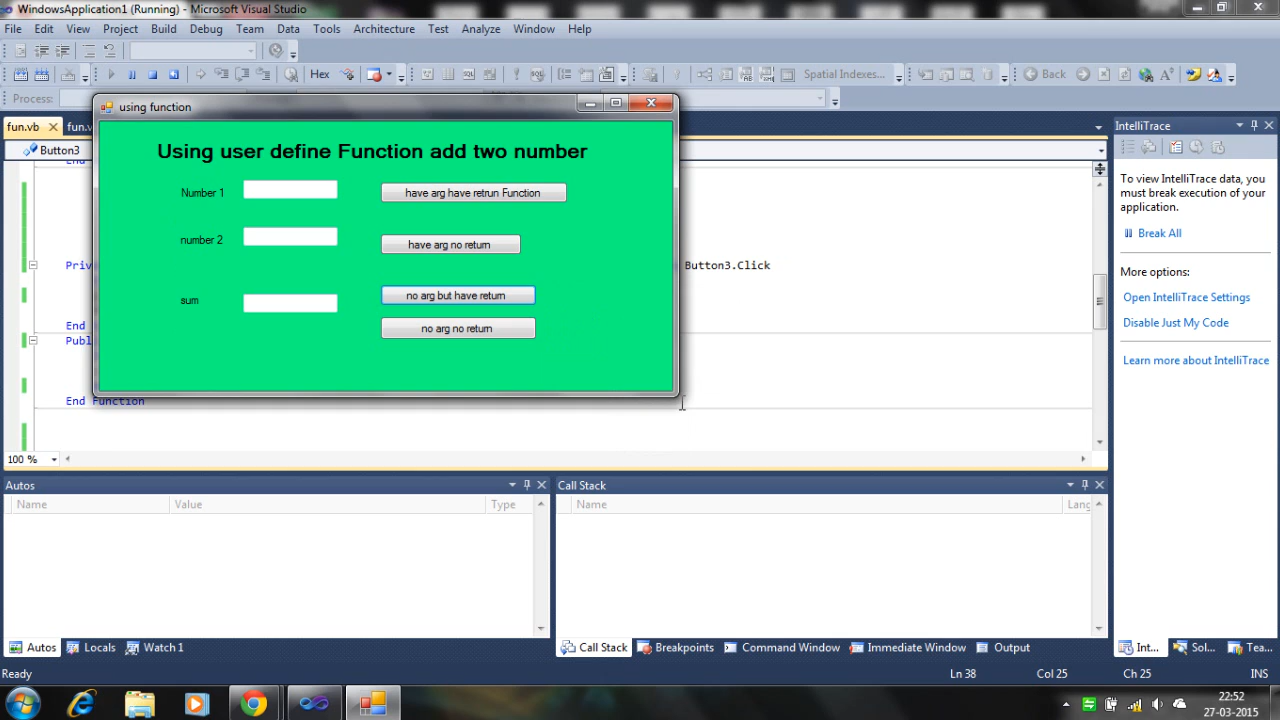 WindowsApplication1 (Running) - Microsoft Visual Studio
File Edit View Project Build Debug Team Data Tools Architecture Test Analyze Window Help
Hex Spatial Indexes... Back
Process:
using function
fun.vb fun.v
IntelliTrace
Button3
Using user define Function add two number
To view IntelliTrace data, you must break execution of your application.
Number 1 have arg have retrun Function
Break All
number 2 have arg no return
Priv Button3.Click
More options:
sum no arg but have return
Open IntelliTrace Settings
End no arg no return
Disable Just My Code
Publ
Learn more about IntelliTrace
End Function
100 %
Autos Call Stack
Name Value Type Name Lang
Autos Locals Watch 1 Call Stack Breakpoints Command Window Immediate Window Output Int... Sol... Tea...
Ready Ln 38 Col 25 Ch 25 INS
22:52
27-03-2015